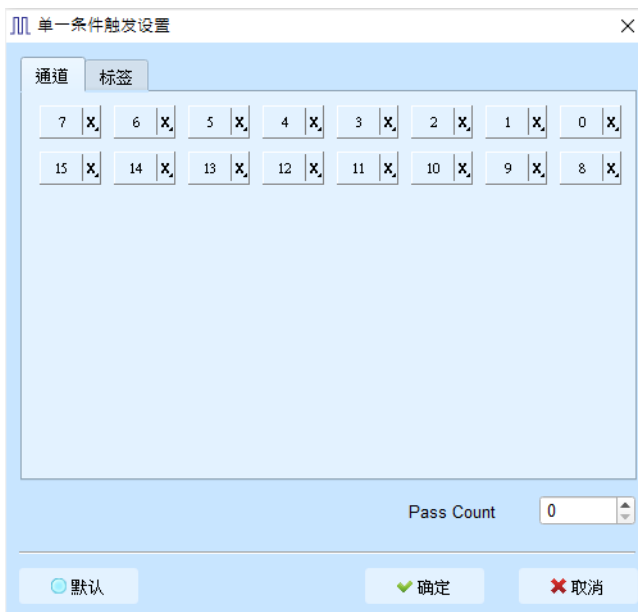 单一条件触发设置
通道 标签
7 X 6 X 5 X 4 X 3 X 2 X 1 X 0 X
15 X 14 X 13 X 12 X 11 X 10 X 9 X 8 X
Pass Count 0
默认 确定 取消